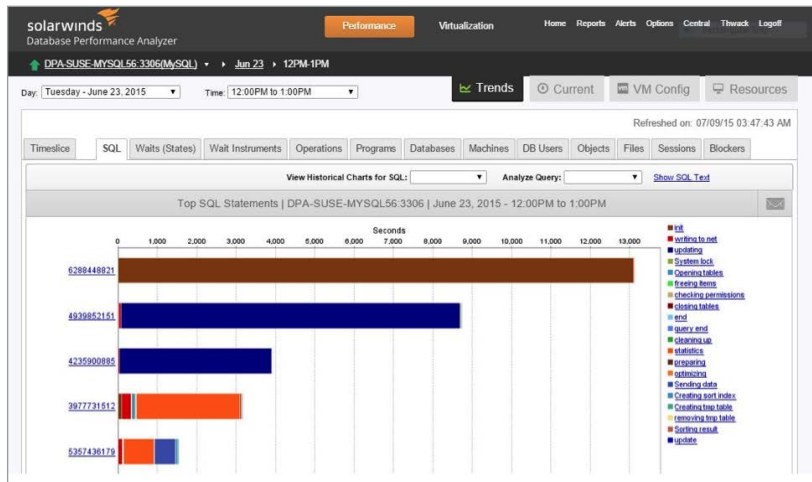 solarwinds
Database Performance Analyzer
Performance
Virtualization
Home Reports Alerts Options Central Thwack Logoff
DPA-SUSE-MYSQL56:3306(MySQL) Jun 23 12PM-1PM
Day: Tuesday - June 23, 2015 Time: 12:00PM to 1:00PM
Trends Current VM Config Resources
Refreshed on: 07/09/15 03:47:43 AM
Timeslice SQL Waits (States) Wait Instruments Operations Programs Databases Machines DB Users Objects Files Sessions Blockers
View Historical Charts for SQL: Analyze Query: Show SQL Text
Top SQL Statements | DPA-SUSE-MYSQL56:3306 | June 23, 2015 - 12:00PM to 1:00PM
Seconds
0 1,000 2,000 3,000 4,000 5,000 6,000 7,000 8,000 9,000 10,000 11,000 12,000 13,000
6288448821
4939852151
4235900885
3977731512
5357436179
init
writing to net
updating
System lock
Opening tables
freeing items
checking permissions
closing tables
end
query end
cleaning up
statistics
preparing
optimizing
Sending data
Creating sort index
Creating tmp table
removing tmp table
Sorting result
update